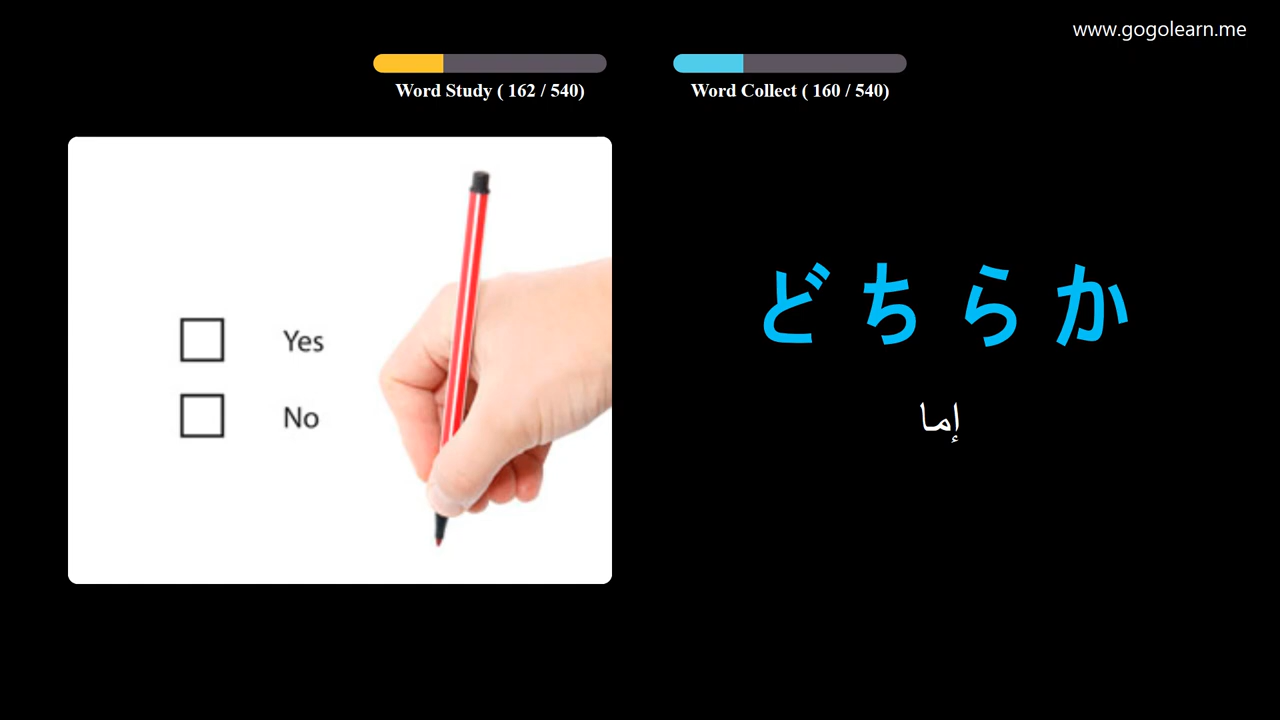 www.gogolearn.me
Word Study ( 162 / 540)
Word Collect ( 160 / 540)
Yes
No
どちらか
إما